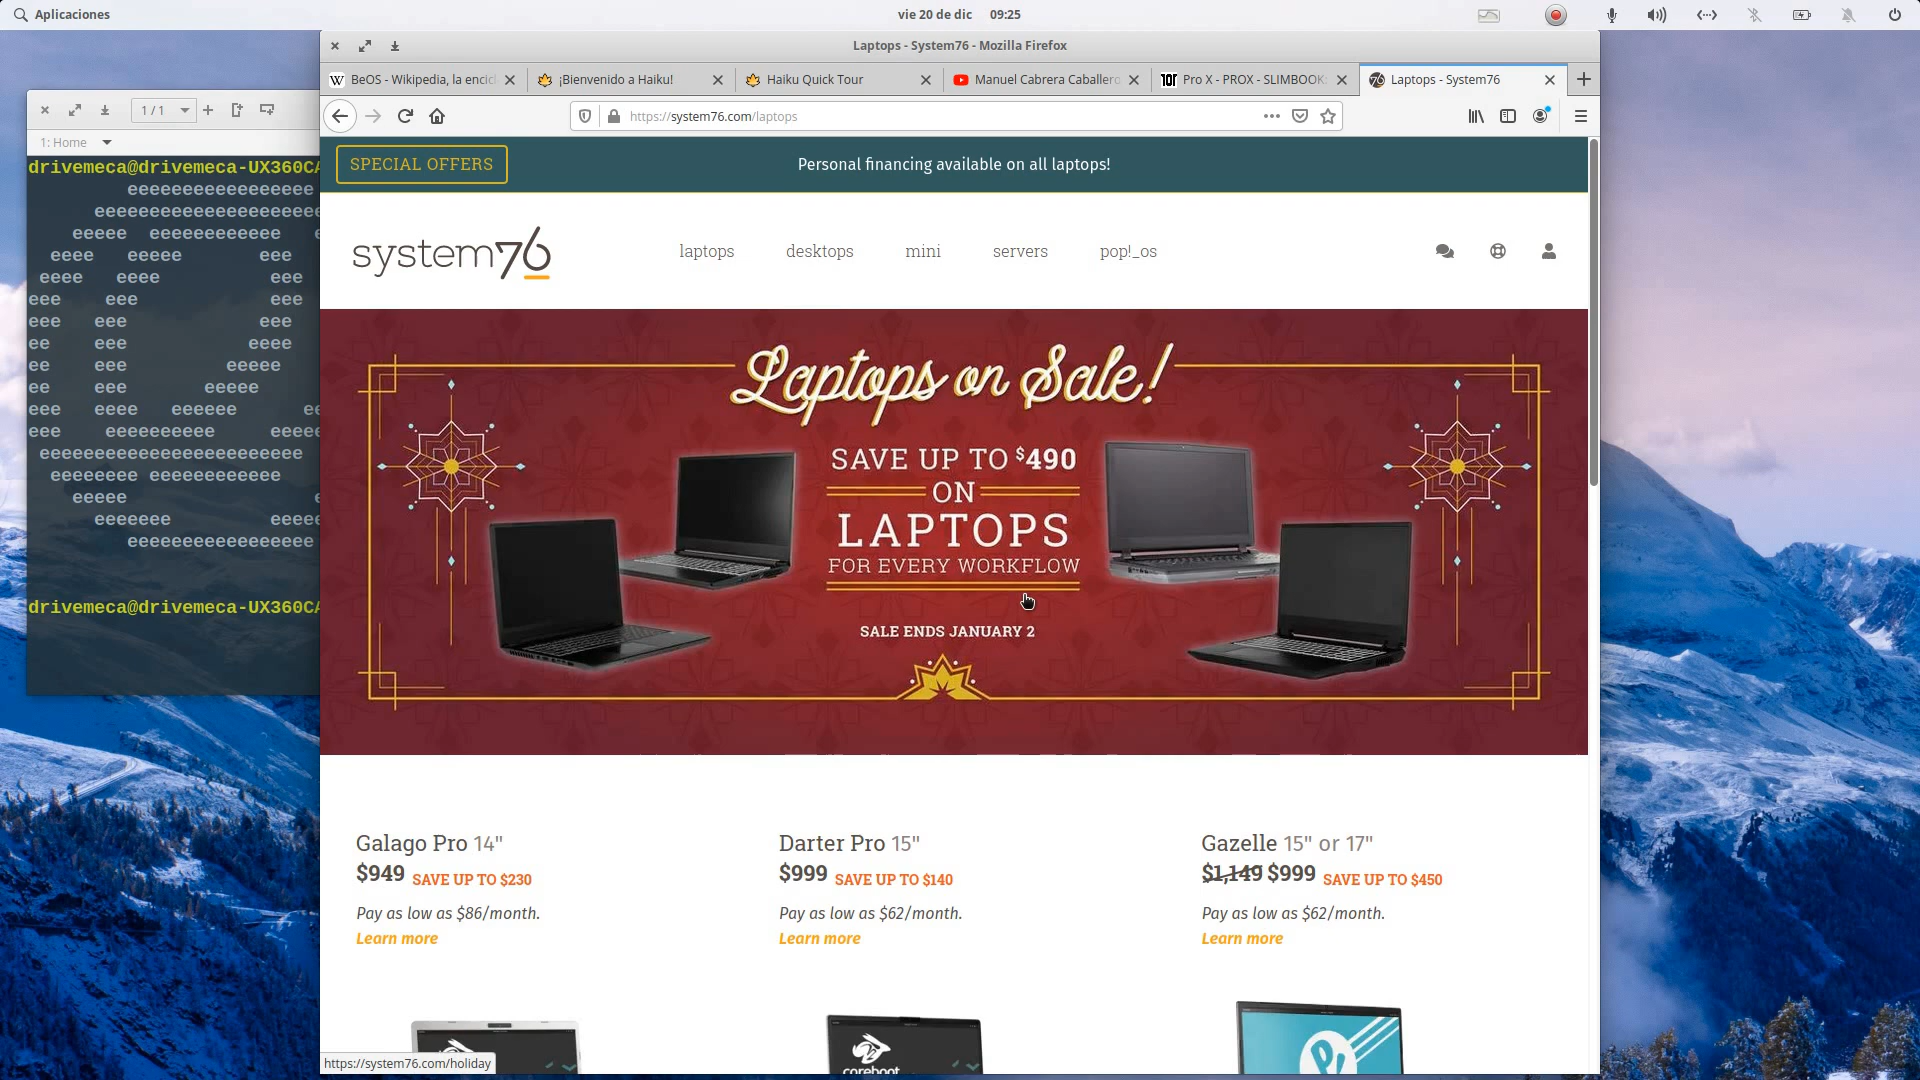 Aplicaciones
vie 20 de dic 09:25
Laptops - System76 - Mozilla Firefox
BeOS - Wikipedia, la encicl
¡Bienvenido a Haiku!
Haiku Quick Tour
Manuel Cabrera Caballero
Pro X - PROX - SLIMBOOK
Laptops - System76
https://system76.com/laptops
1 / 1
1: Home
drivemeca@drivemeca-UX360CA
eeeeeeeeeeeeeeeee
eeeeeeeeeeeeeeeeeeeee
eeeee eeeeeeeeeeee e
eeee eeeee eee
eeee eeee eee
eee eee eee
eee eee eee
ee eee eeee
ee eee eeeee
ee eee eeeee
eee eeee eeeeee ee
eee eeeeeeeeee eeeee
eeeeeeeeeeeeeeeeeeeeeeee
eeeeeeee eeeeeeeeeeee
eeeee e
eeeeeee eeeee
eeeeeeeeeeeeeeeee
drivemeca@drivemeca-UX360CA
SPECIAL OFFERS
Personal financing available on all laptops!
system76
laptops
desktops
mini
servers
pop!_os
Laptops on Sale!
SAVE UP TO $490
ON
LAPTOPS
FOR EVERY WORKFLOW
SALE ENDS JANUARY 2
Galago Pro 14"
$949 SAVE UP TO $230
Pay as low as $86/month.
Learn more
Darter Pro 15"
$999 SAVE UP TO $140
Pay as low as $62/month.
Learn more
Gazelle 15" or 17"
$1,149 $999 SAVE UP TO $450
Pay as low as $62/month.
Learn more
coreboot
https://system76.com/holiday